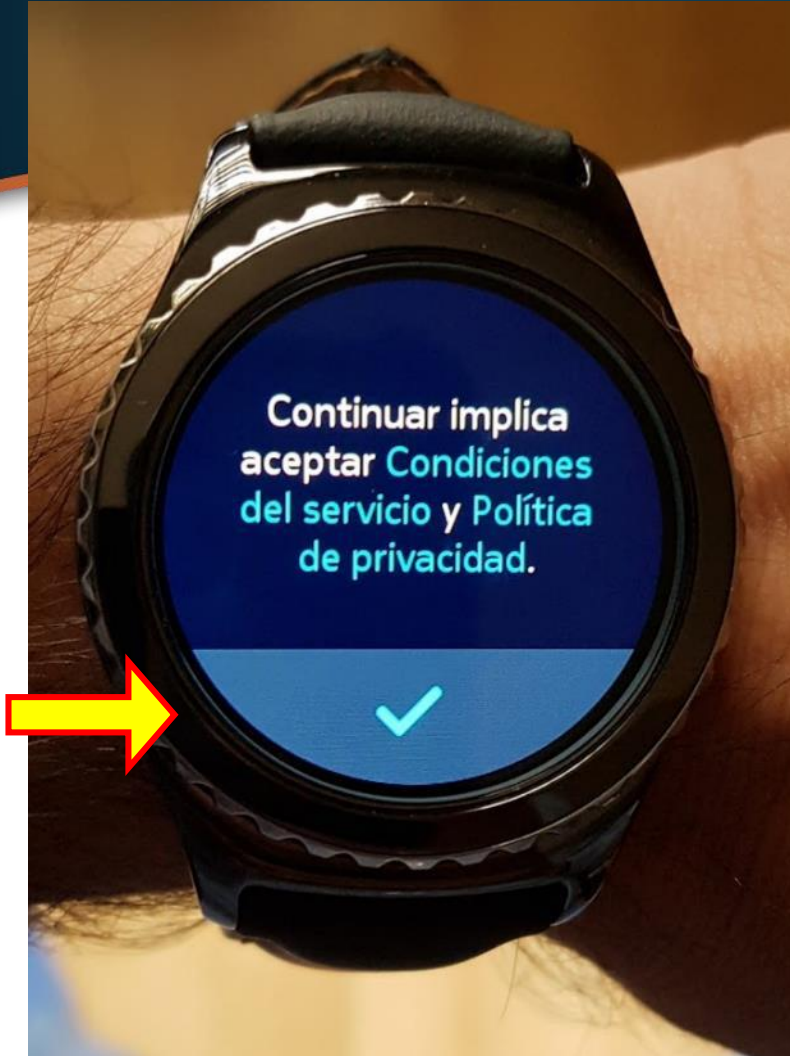 Continuar implica
aceptar Condiciones
del servicio y Política
de privacidad.